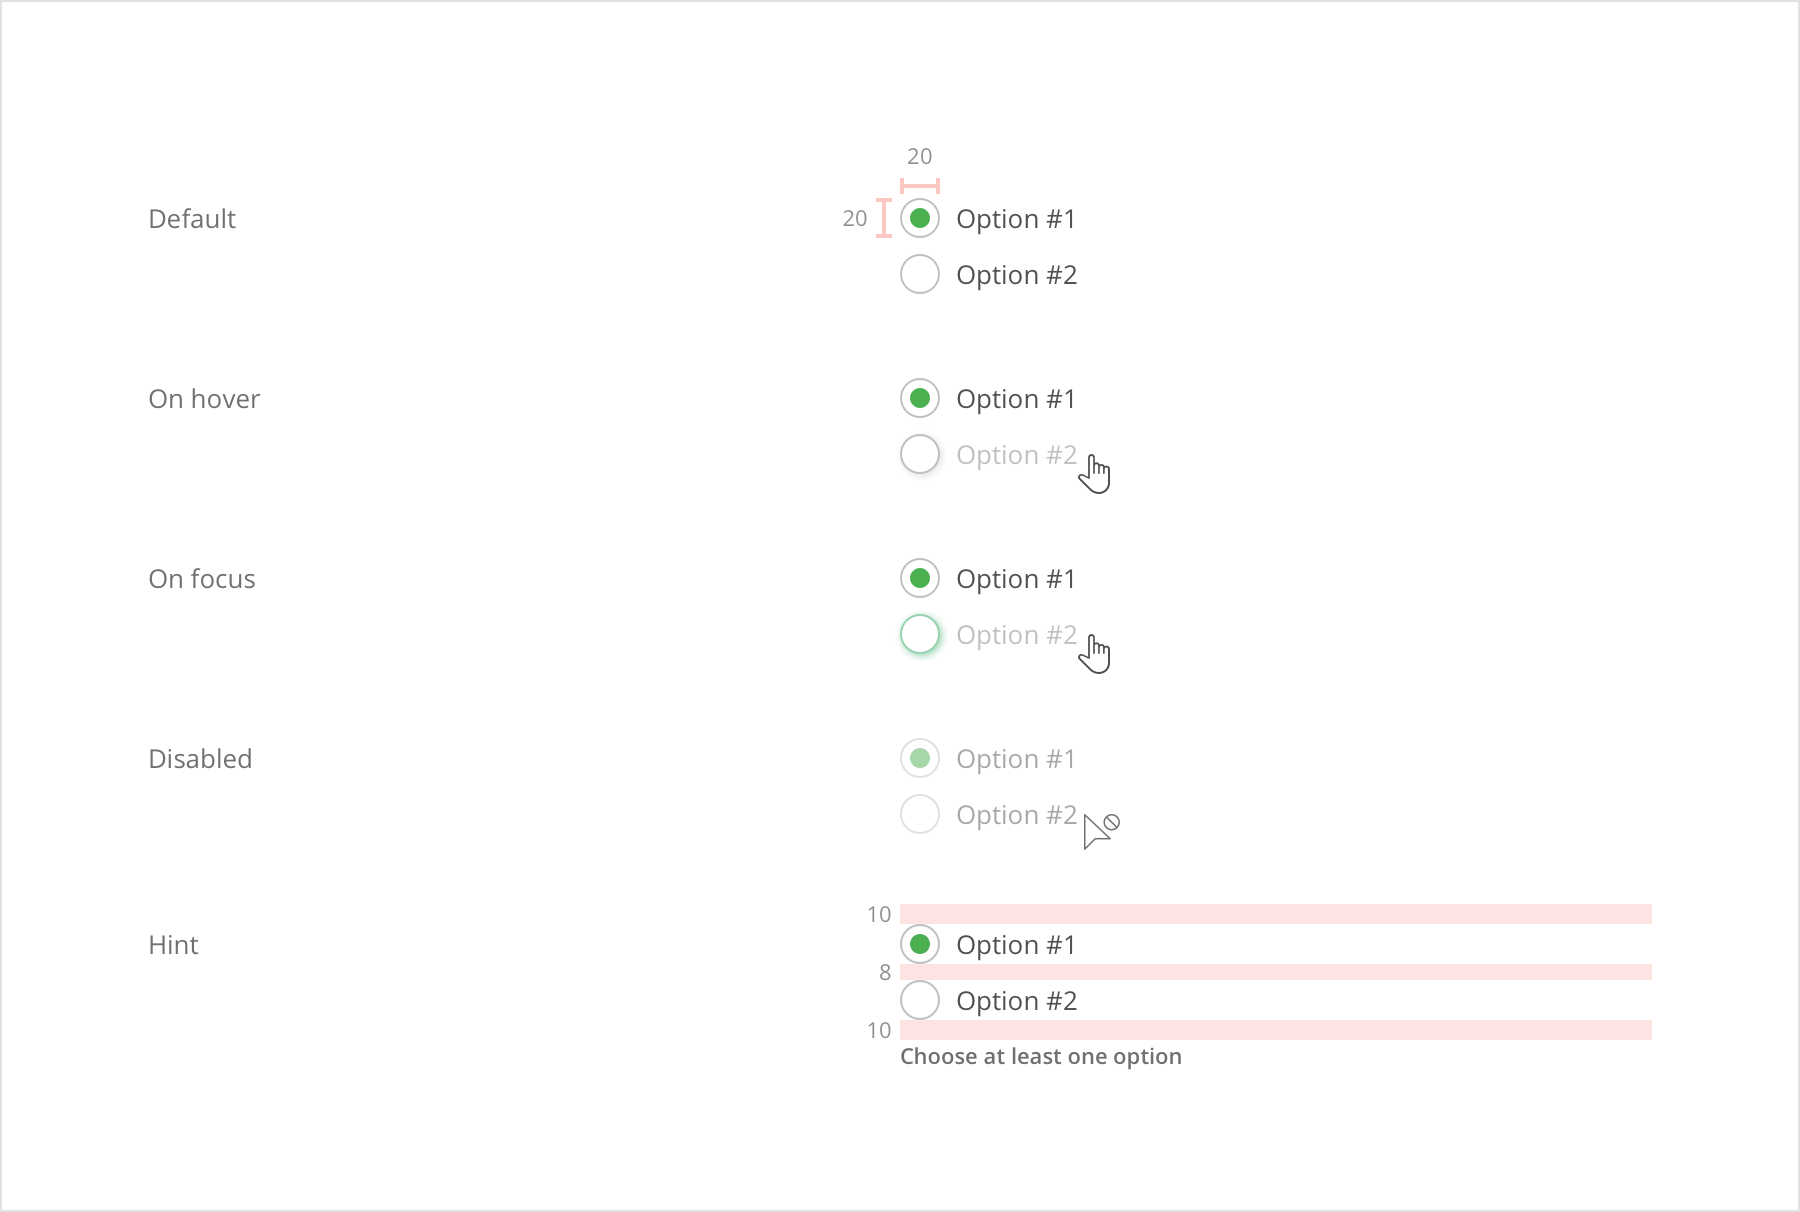 20
Default
20
Option #1
Option #2
On hover
Option #1
Option #2
On focus
Option #1
Option #2
Disabled
Option #1
Option #2
10
Hint
Option #1
8
Option #2
10
Choose at least one option